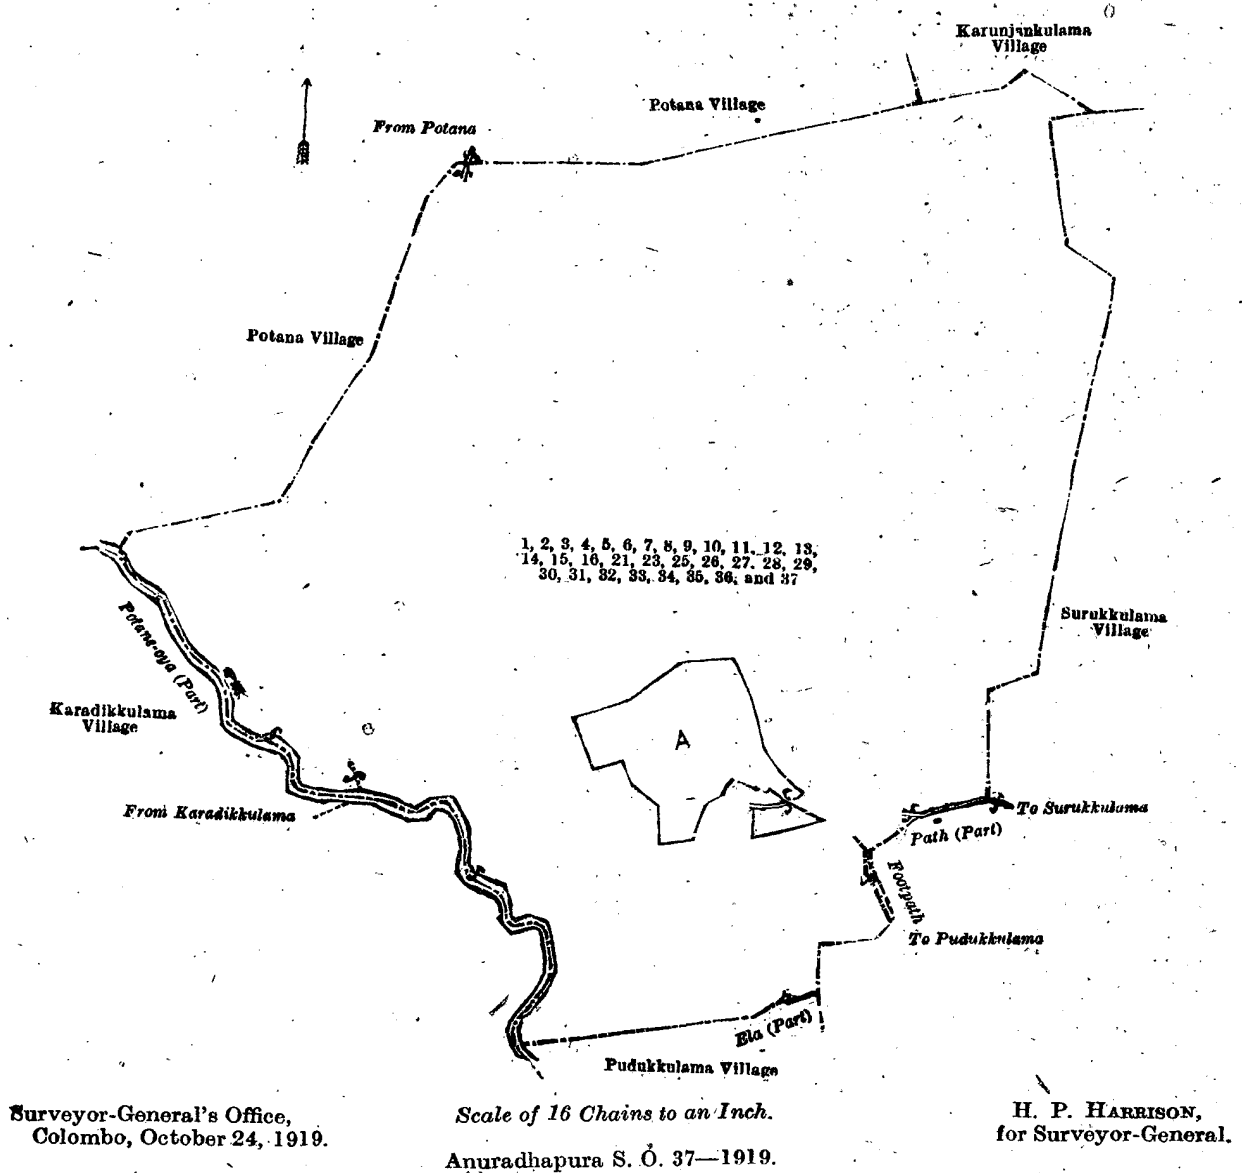 Karunjankulama
Village
Potana Village
From Potana
Potana Village
1, 2, 3, 4, 5, 6, 7, 8, 9, 10, 11, 12, 13,
14, 15, 16, 21, 23, 25, 26, 27, 28, 29,
30, 31, 32, 33, 34, 35, 36, and 37
Surukkulama
Village
Potane-oya (Part)
Karadikkulama
Village
A
From Karadikkulama
To Surukkulama
Path (Part)
Footpath
To Pudukkulama
Ela (Part)
Pudukkulama Village
Surveyor-General's Office,
Colombo, October 24, 1919.
Scale of 16 Chains to an Inch.
H. P. HARRISON,
for Surveyor-General.
Anuradhapura S. O. 37—1919.